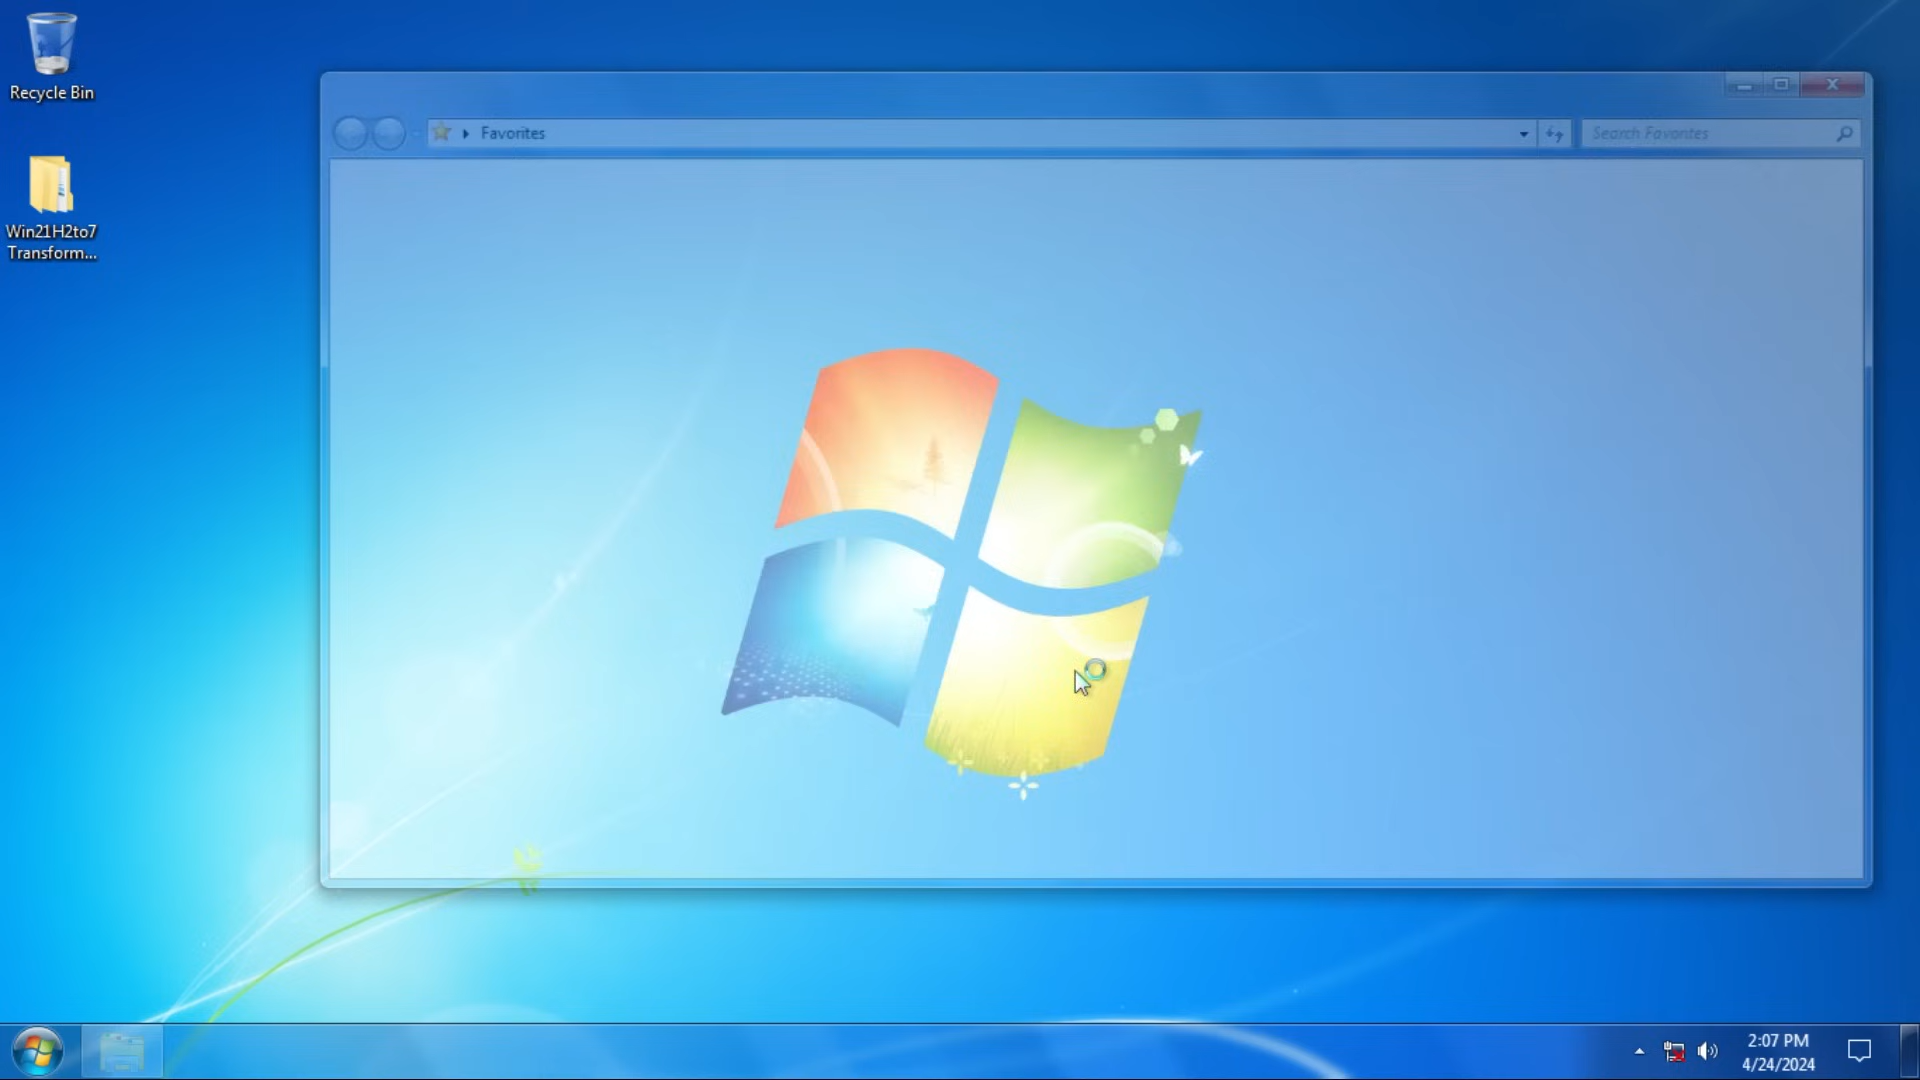 Recycle Bin
Win21H2to7
Transform...
Favorites
Search Favorites
2:07 PM
4/24/2024